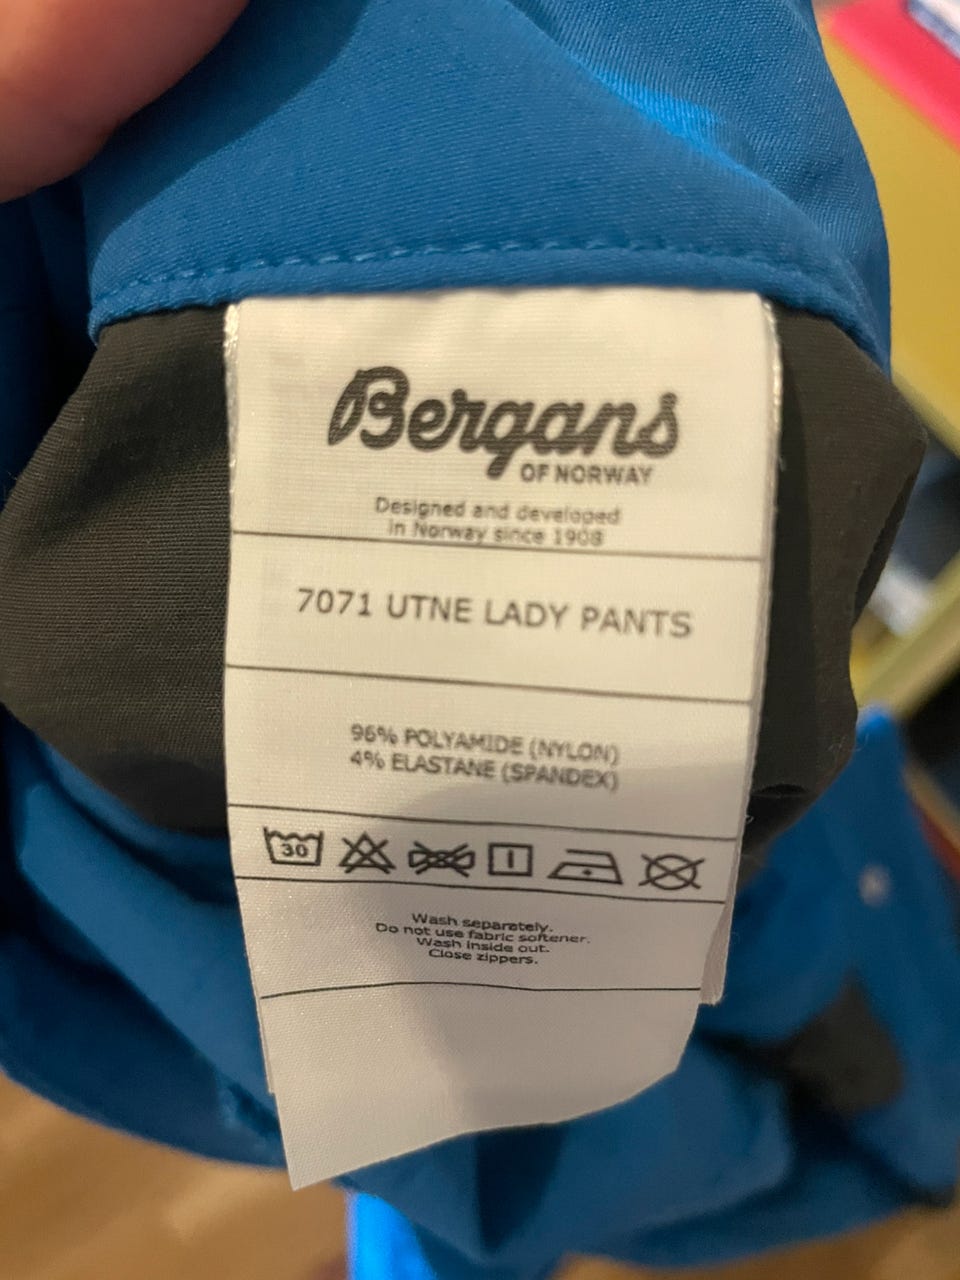 Bergans
OF NORWAY
Designed and developed
in Norway since 1908
7071 UTNE LADY PANTS
96% POLYAMIDE (NYLON)
4% ELASTANE (SPANDEX)
30
Wash separately.
Do not use fabric softener.
Wash inside out.
Close zippers.